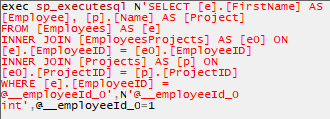 exec sp_executesql N'SELECT [e].[FirstName] AS
[Employee], [p].[Name] AS [Project]
FROM [Employees] AS [e]
INNER JOIN [EmployeesProjects] AS [e0] ON
[e].[EmployeeID] = [e0].[EmployeeID]
INNER JOIN [Projects] AS [p] ON
[e0].[ProjectID] = [p].[ProjectID]
WHERE [e].[EmployeeID] =
@__employeeId_0',N'@__employeeId_0
int',@__employeeId_0=1